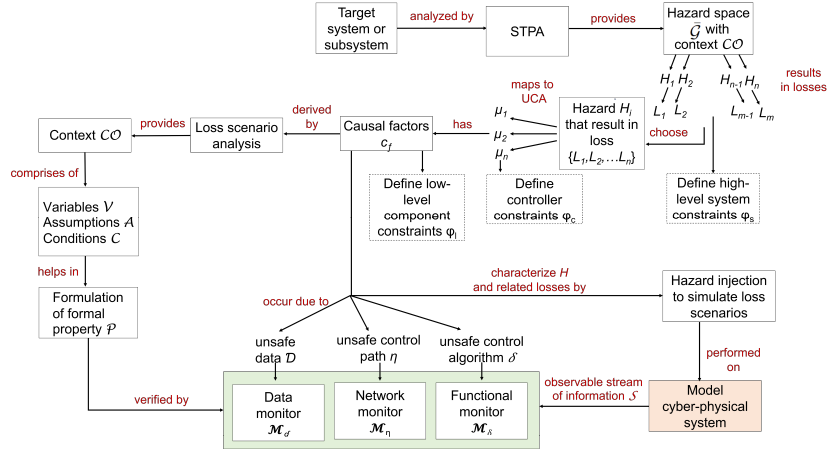 Target
system or
subsystem
analyzed by
STPA
provides
Hazard space
𝒢̄ with
context 𝒞𝒪
H1 H2
Hn-1 Hn
results
in losses
L1 L2
Lm-1 Lm
choose
Hazard Hi
that result in
loss
{L1,L2,…Ln}
maps to
UCA
μ1
μ2
μn
has
Causal factors
cf
derived
by
Loss scenario
analysis
provides
Context 𝒞𝒪
comprises of
Variables 𝒱
Assumptions 𝒜
Conditions 𝒞
helps in
Formulation
of formal
property 𝒫
verified by
Define low-
level
component
constraints φl
Define
controller
constraints φc
Define high-
level system
constraints φs
occur due to
characterize H
and related losses by
Hazard injection
to simulate loss
scenarios
performed
on
Model
cyber-physical
system
observable stream
of information 𝒮
unsafe
data 𝒟
unsafe control
path η
unsafe control
algorithm 𝒮
Data
monitor
ℳd
Network
monitor
ℳη
Functional
monitor
ℳ𝒮